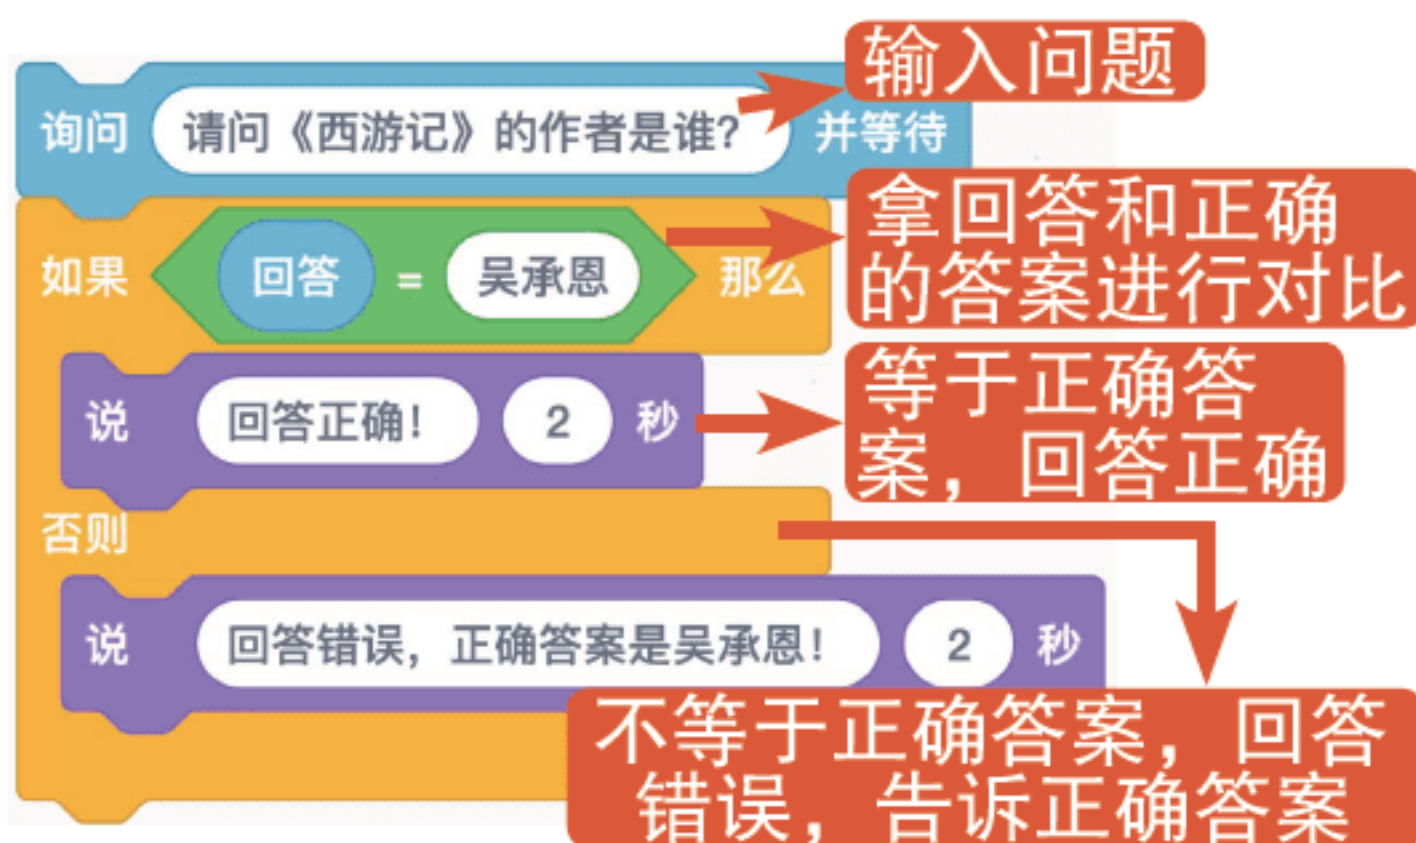 输入问题
询问 请问《西游记》的作者是谁? 并等待
拿回答和正确
的答案进行对比
如果 回答 = 吴承恩 那么
等于正确答
案，回答正确
说 回答正确! 2 秒
否则
说 回答错误，正确答案是吴承恩! 2 秒
不等于正确答案，回答
错误，告诉正确答案